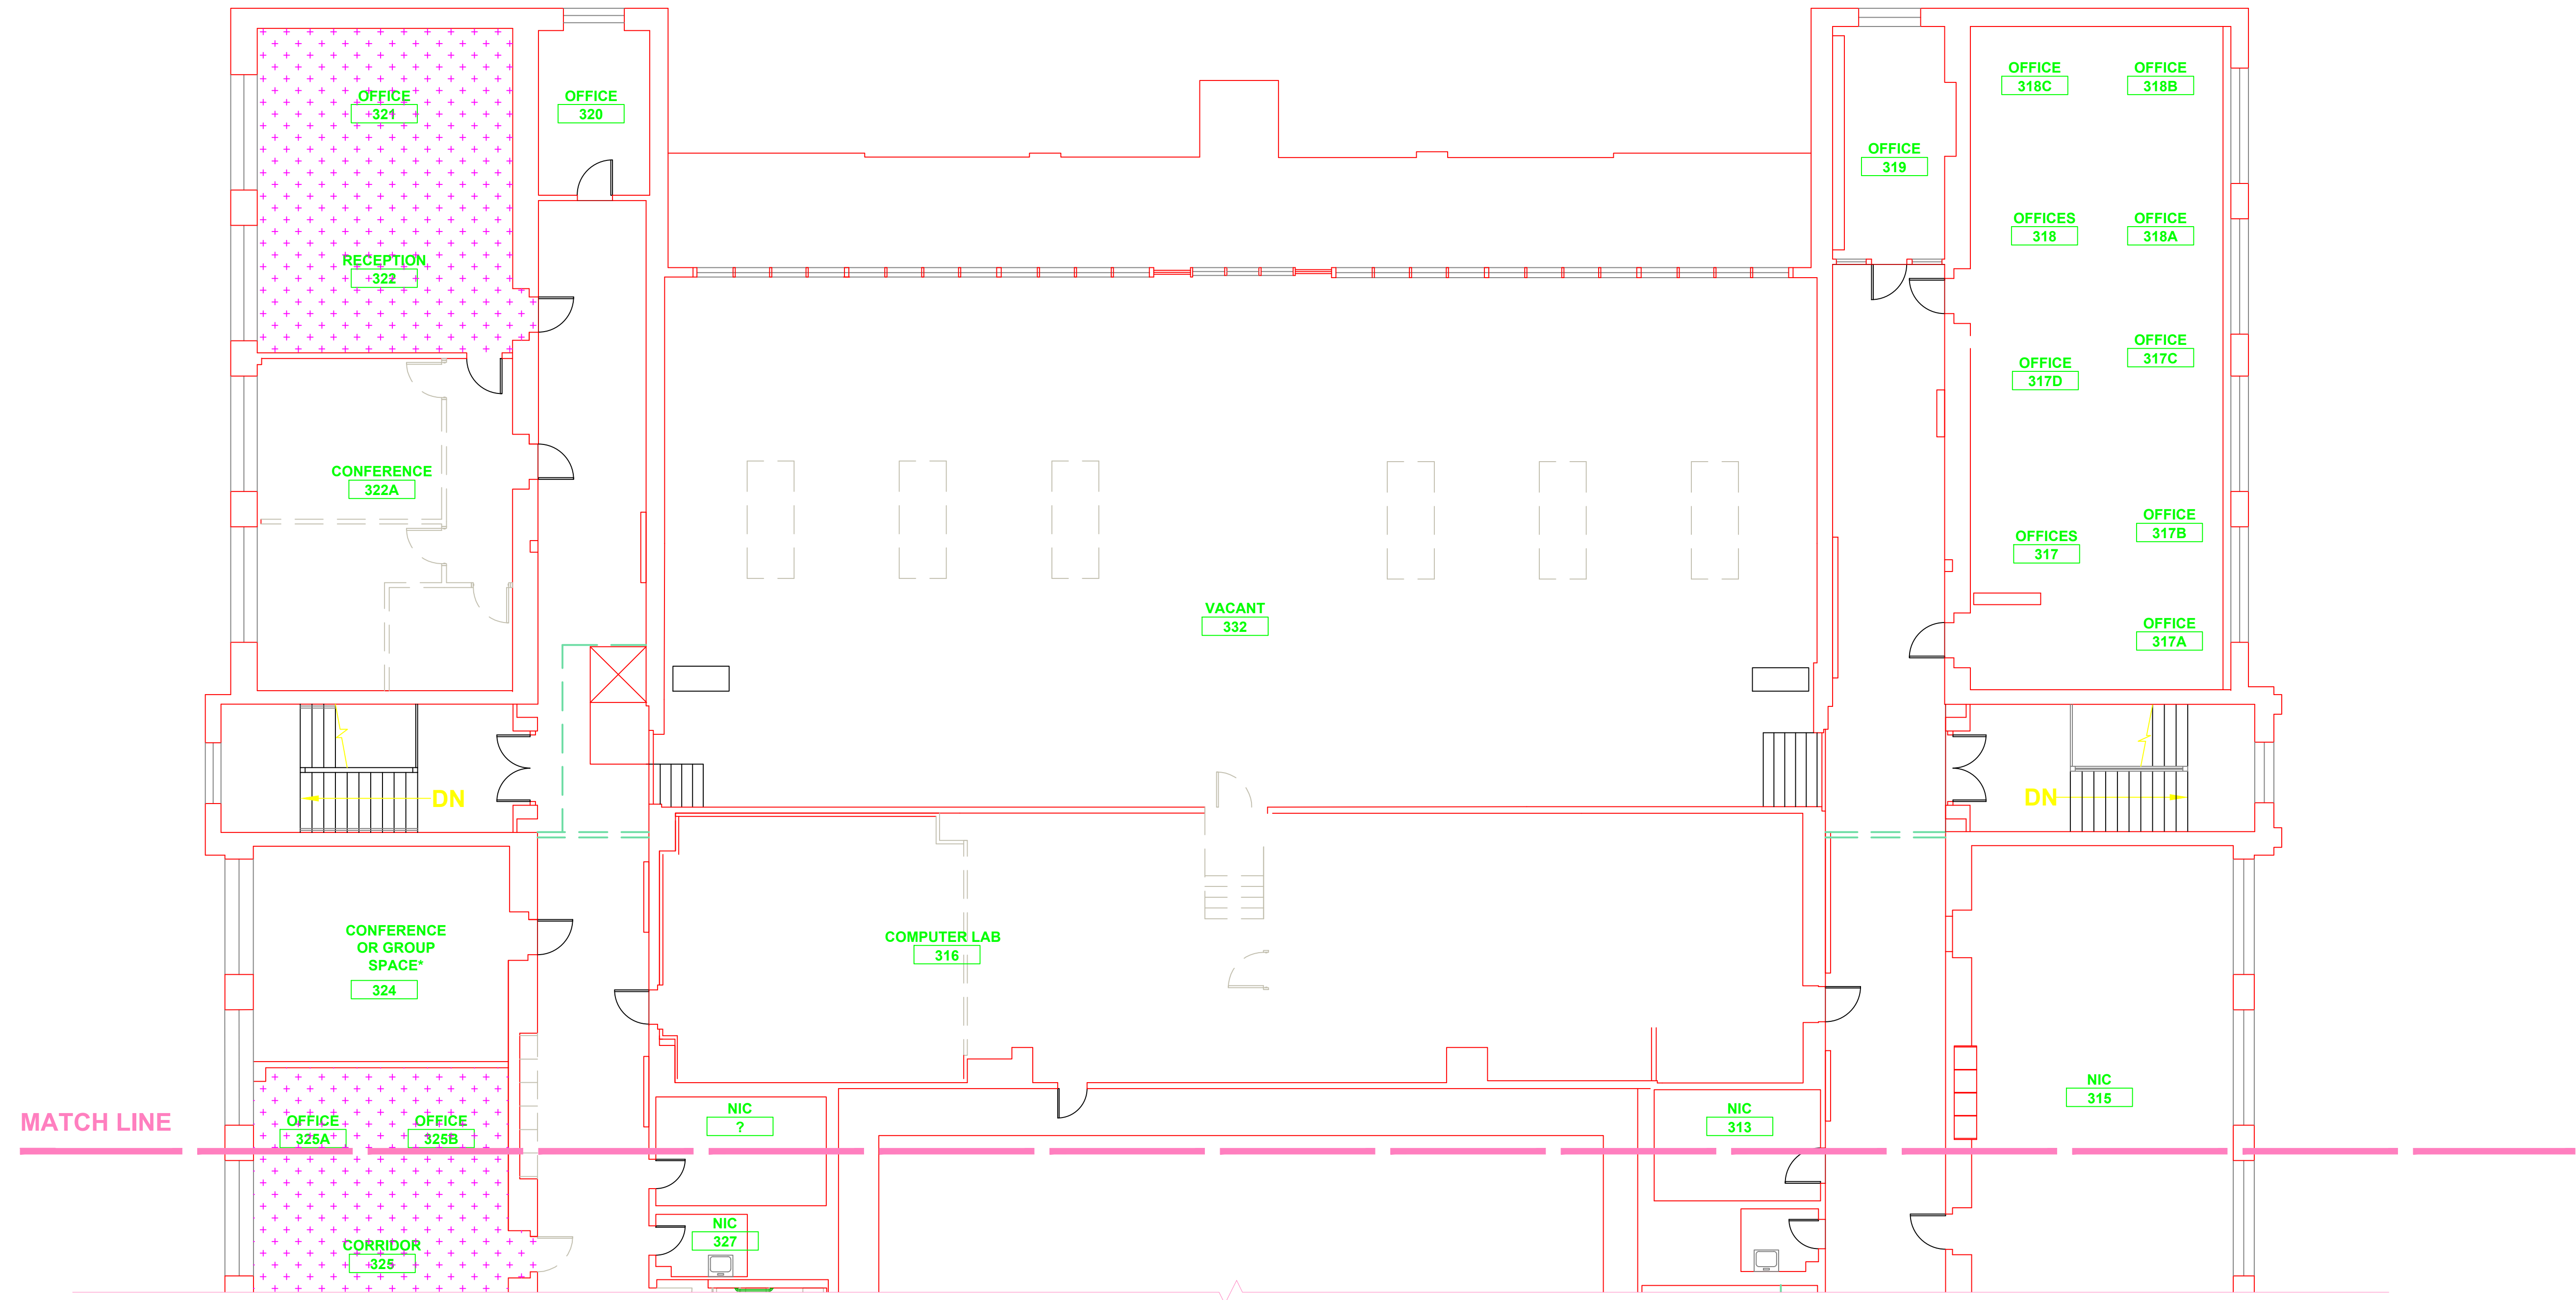 OFFICE
321
OFFICE
320
OFFICE
319
OFFICE
318C
OFFICE
318B
OFFICES
318
OFFICE
318A
RECEPTION
322
OFFICE
317D
OFFICE
317C
CONFERENCE
322A
OFFICES
317
OFFICE
317B
VACANT
332
OFFICE
317A
DN
DN
CONFERENCE
OR GROUP
SPACE*
324
COMPUTER LAB
316
NIC
315
MATCH LINE
OFFICE
325A
OFFICE
325B
NIC
?
NIC
313
CORRIDOR
325
NIC
327